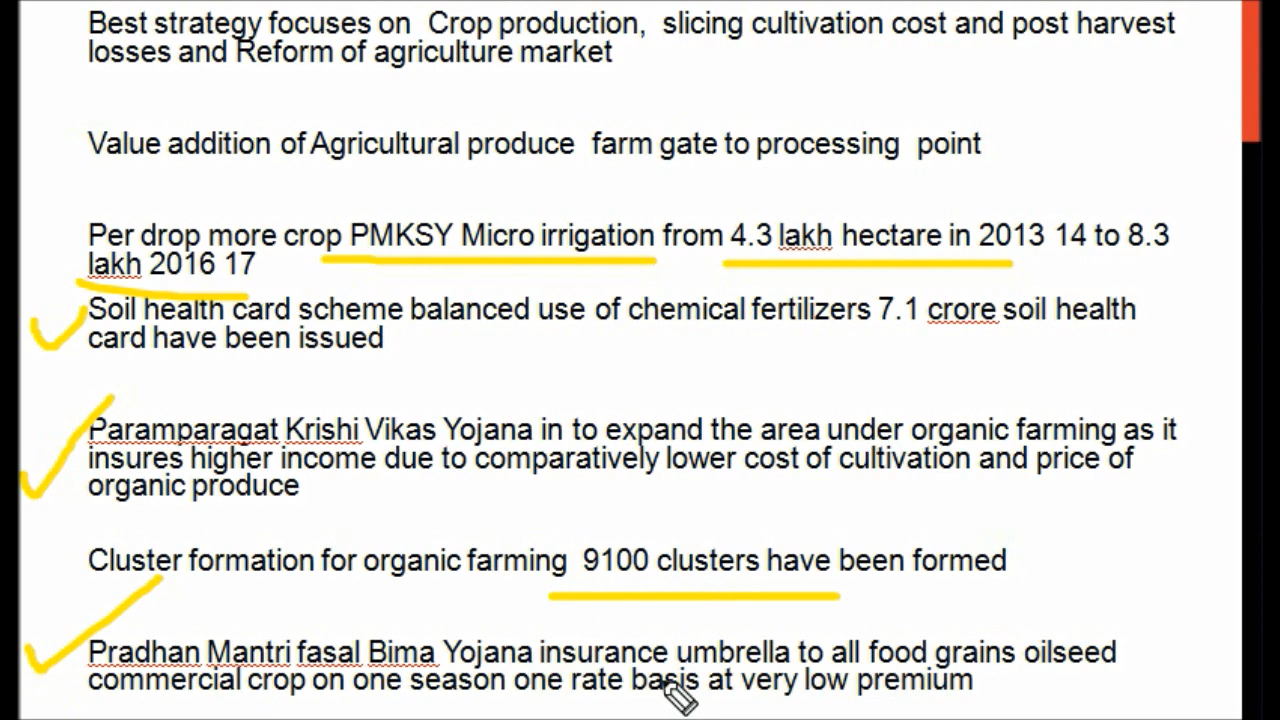 Best strategy focuses on Crop production, slicing cultivation cost and post harvest
losses and Reform of agriculture market
Value addition of Agricultural produce farm gate to processing point
Per drop more crop PMKSY Micro irrigation from 4.3 lakh hectare in 2013 14 to 8.3
lakh 2016 17
Soil health card scheme balanced use of chemical fertilizers 7.1 crore soil health
card have been issued
Paramparagat Krishi Vikas Yojana in to expand the area under organic farming as it
insures higher income due to comparatively lower cost of cultivation and price of
organic produce
Cluster formation for organic farming 9100 clusters have been formed
Pradhan Mantri fasal Bima Yojana insurance umbrella to all food grains oilseed
commercial crop on one season one rate basis at very low premium